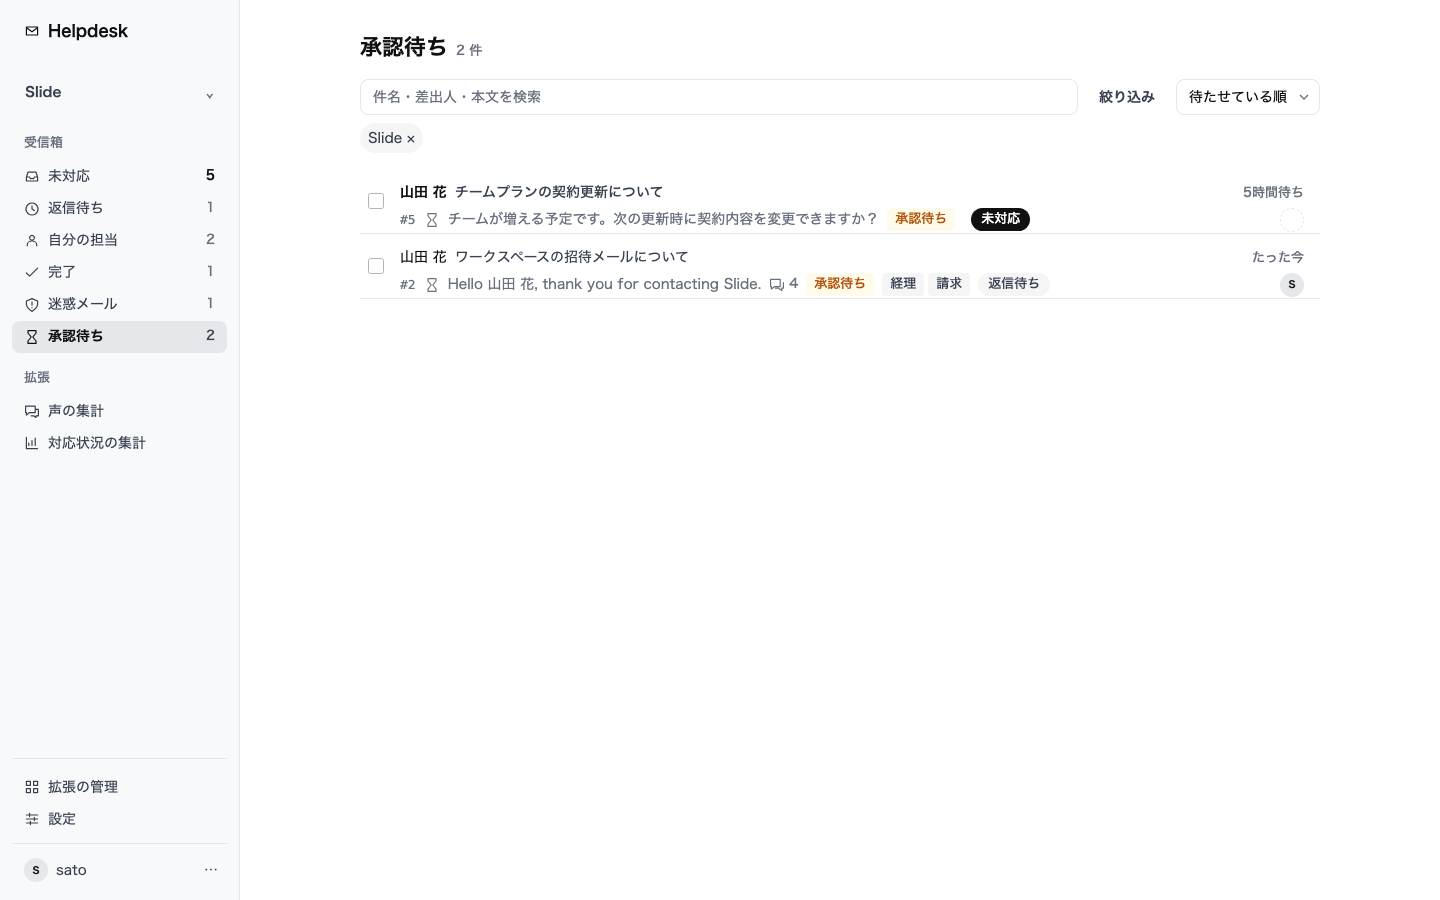 Helpdesk
Slide
受信箱
未対応 5
返信待ち 1
自分の担当 2
完了 1
迷惑メール 1
承認待ち 2
拡張
声の集計
対応状況の集計
拡張の管理
設定
S sato ···
承認待ち 2 件
件名・差出人・本文を検索 絞り込み 待たせている順
Slide ×
山田 花 チームプランの契約更新について 5時間待ち
#5 チームが増える予定です。次の更新時に契約内容を変更できますか？ 承認待ち 未対応
山田 花 ワークスペースの招待メールについて たった今
#2 Hello 山田 花, thank you for contacting Slide. 4 承認待ち 経理 請求 返信待ち S